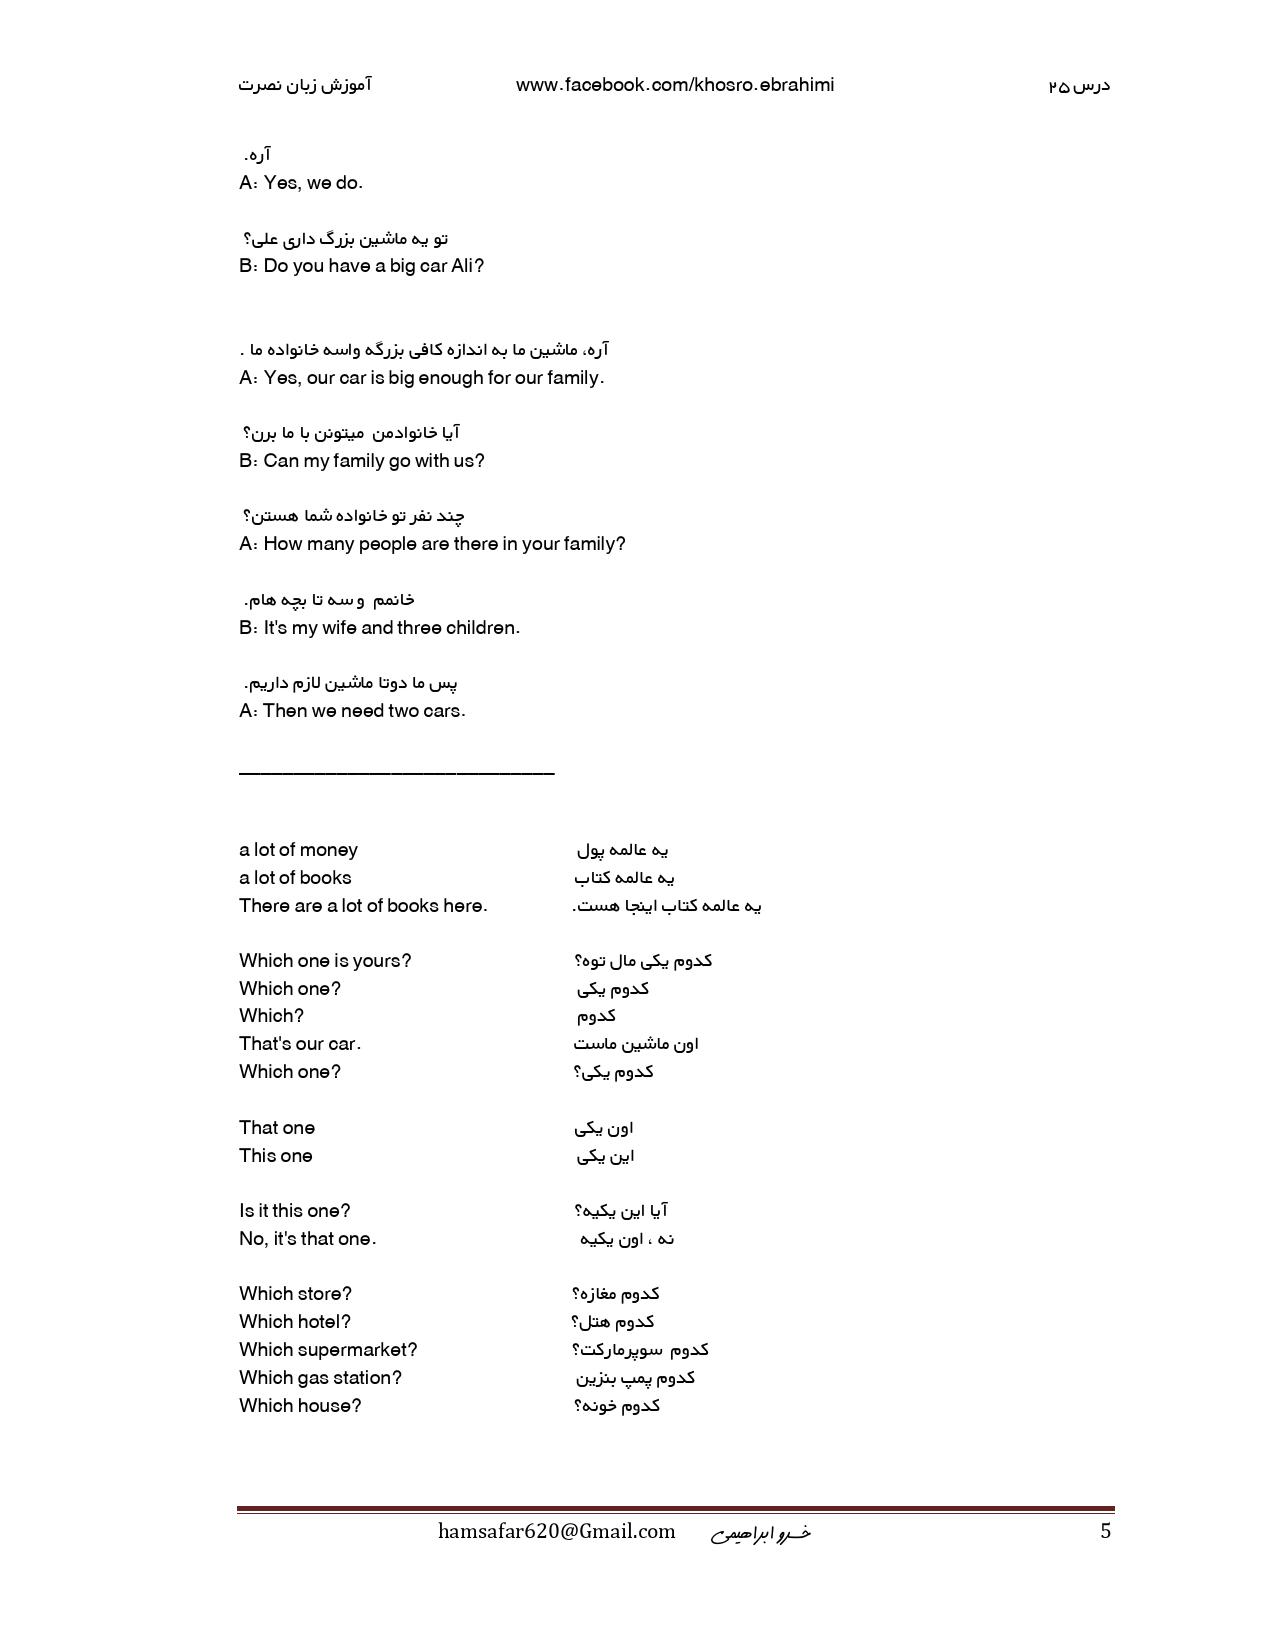 آموزش زبان نصرت www.facebook.com/khosro.ebrahimi درس ۲۵
آره.
A: Yes, we do.
تو یه ماشین بزرگ داری علی؟
B: Do you have a big car Ali?
آره، ماشین ما به اندازه کافی بزرگه واسه خانواده ما .
A: Yes, our car is big enough for our family.
آیا خانوادمن میتونن با ما برن؟
B: Can my family go with us?
چند نفر تو خانواده شما هستن؟
A: How many people are there in your family?
خانمم و سه تا بچه هام.
B: It's my wife and three children.
پس ما دوتا ماشین لازم داریم.
A: Then we need two cars.
______________________________
a lot of money یه عالمه پول
a lot of books یه عالمه کتاب
There are a lot of books here. یه عالمه کتاب اینجا هست.
Which one is yours? کدوم یکی مال توه؟
Which one? کدوم یکی
Which? کدوم
That's our car. اون ماشین ماست
Which one? کدوم یکی؟
That one اون یکی
This one این یکی
Is it this one? آیا این یکیه؟
No, it's that one. نه ، اون یکیه
Which store? کدوم مغازه؟
Which hotel? کدوم هتل؟
Which supermarket? کدوم سوپرمارکت؟
Which gas station? کدوم پمپ بنزین
Which house? کدوم خونه؟
hamsafar620@Gmail.com خسرو ابراهیمی 5